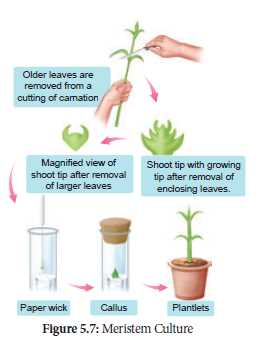 Older leaves are
removed from a
cutting of carnation
Magnified view of
shoot tip after removal
of larger leaves
Shoot tip with growing
tip after removal of
enclosing leaves.
Paper wick
Callus
Plantlets
Figure 5.7: Meristem Culture